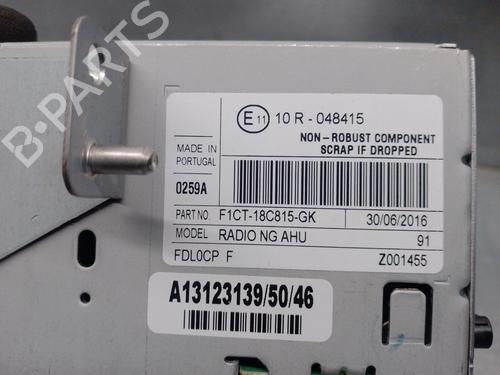 B-PARTS
E11 10 R - 048415
NON - ROBUST COMPONENT
SCRAP IF DROPPED
MADE IN
PORTUGAL
0259A
PART NO. F1CT-18C815-GK 30/06/2016
MODEL RADIO NG AHU 91
FDL0CP F Z001455
A13123139/50/46